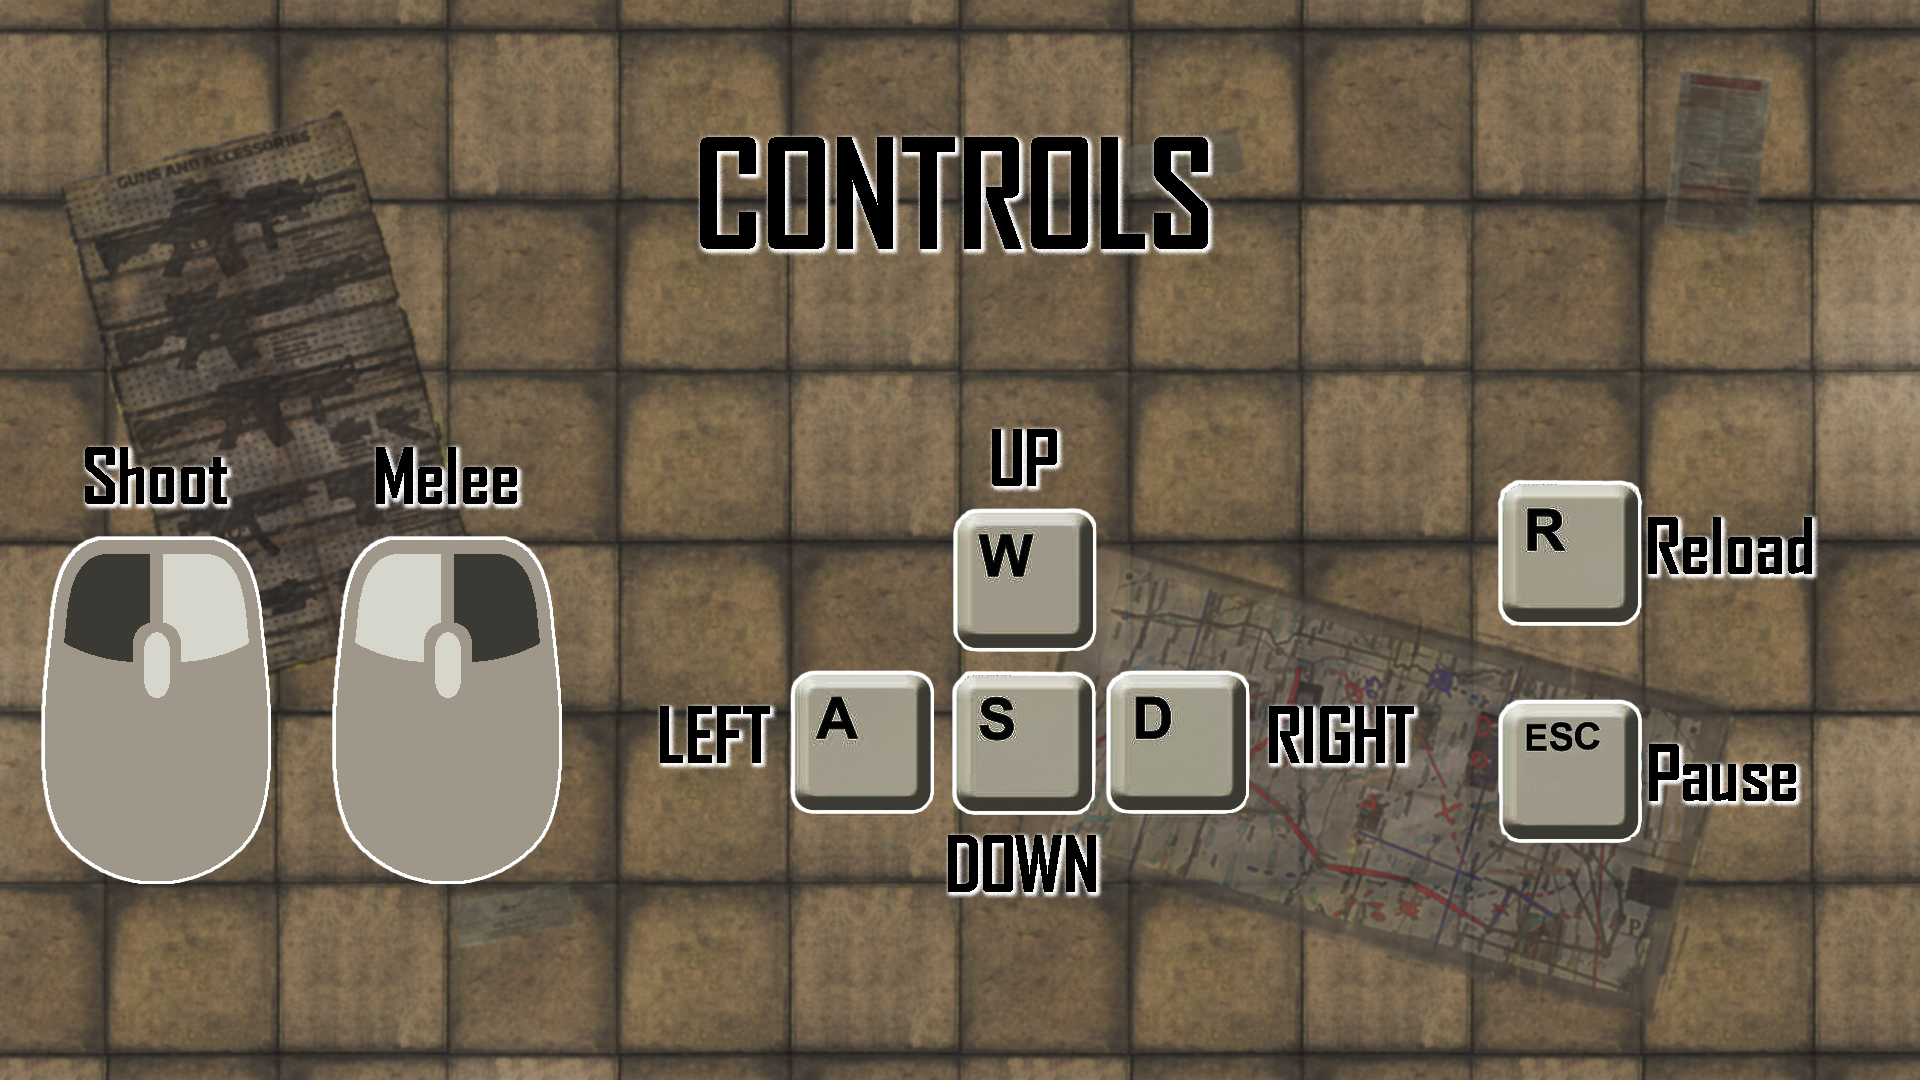 GUNS AND ACCESSORIES
CONTROLS
Shoot
Melee
UP
W
LEFT
A
S
D
RIGHT
DOWN
R
Reload
ESC
Pause